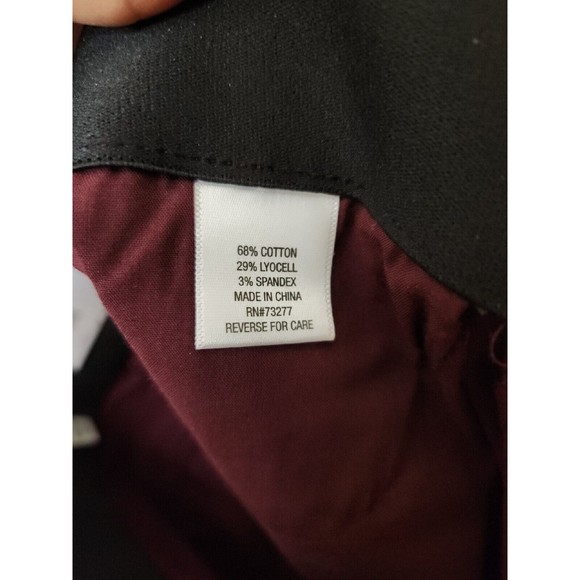 68% COTTON
29% LYOCELL
3% SPANDEX
MADE IN CHINA
RN#73277
REVERSE FOR CARE